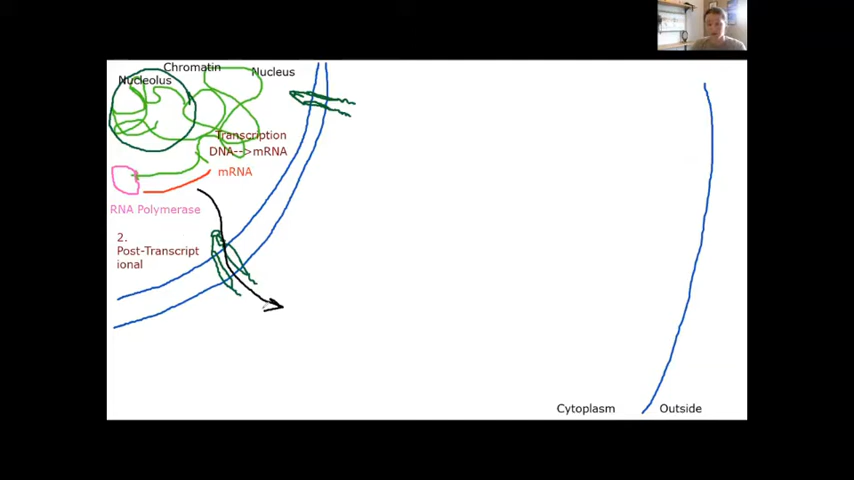 Chromatin
Nucleus
Nucleolus
Transcription
DNA-->mRNA
mRNA
RNA Polymerase
2.
Post-Transcript
ional
Cytoplasm
Outside